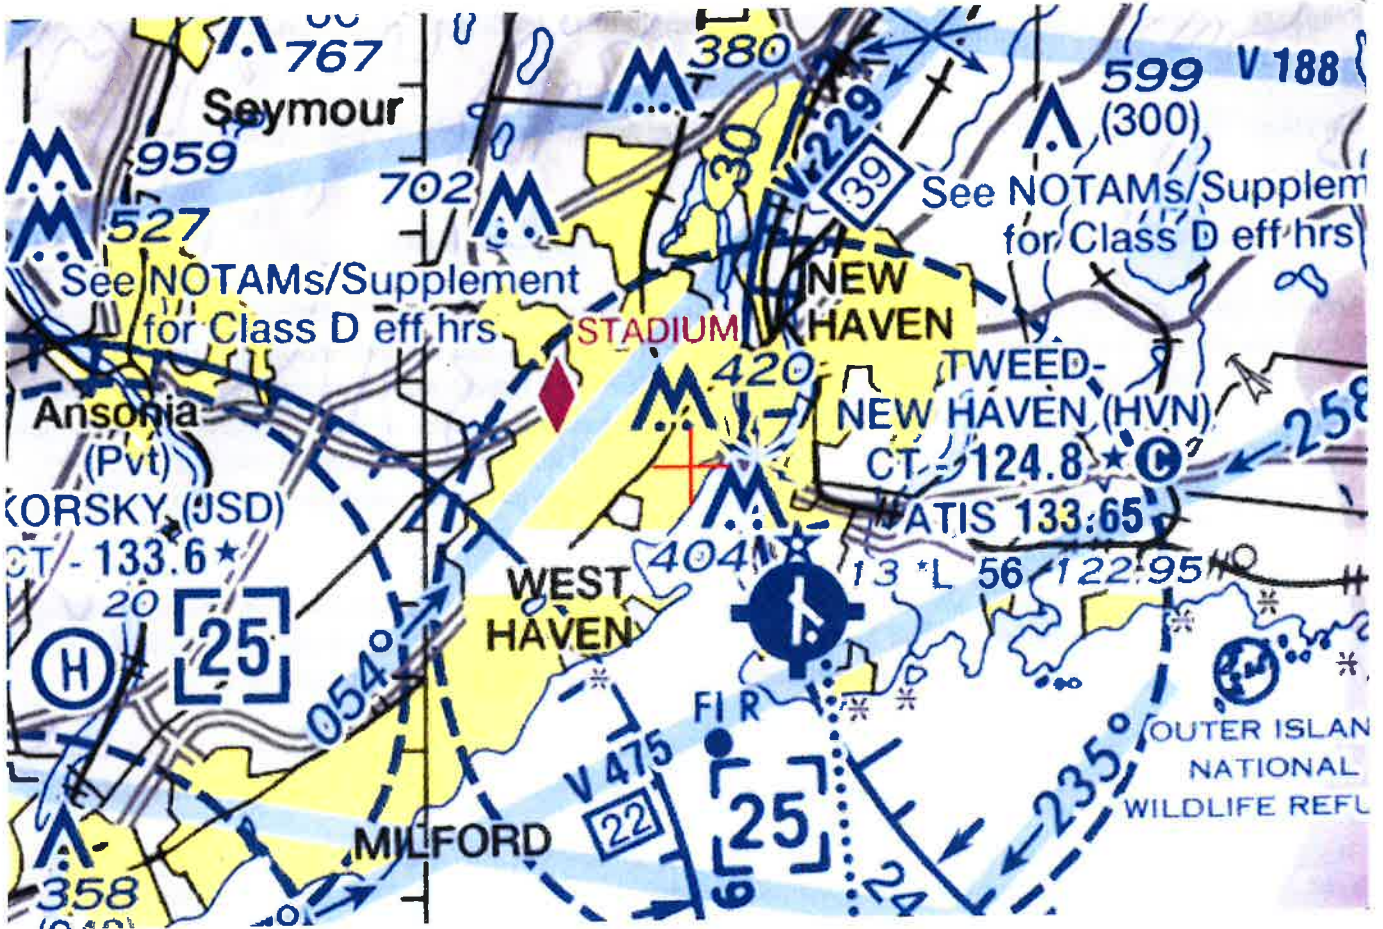 767
380
599
(300)
V 188
Seymour
959
702
527
30
V 229
39
See NOTAMs/Supplem
for Class D eff hrs
See NOTAMs/Supplement
for Class D eff hrs
STADIUM
NEW
HAVEN
420
TWEED-
NEW HAVEN (HVN)
CT - 124.8 ★ C
ATIS 133.65
13 *L 56 122.95
258
Ansonia
(Pvt)
KORSKY (JSD)
CT - 133.6 ★
20
H
25
054°
404
WEST
HAVEN
Fl R
V 475
22
25
235°
OUTER ISLAN
NATIONAL
WILDLIFE REFU
MILFORD
358
24